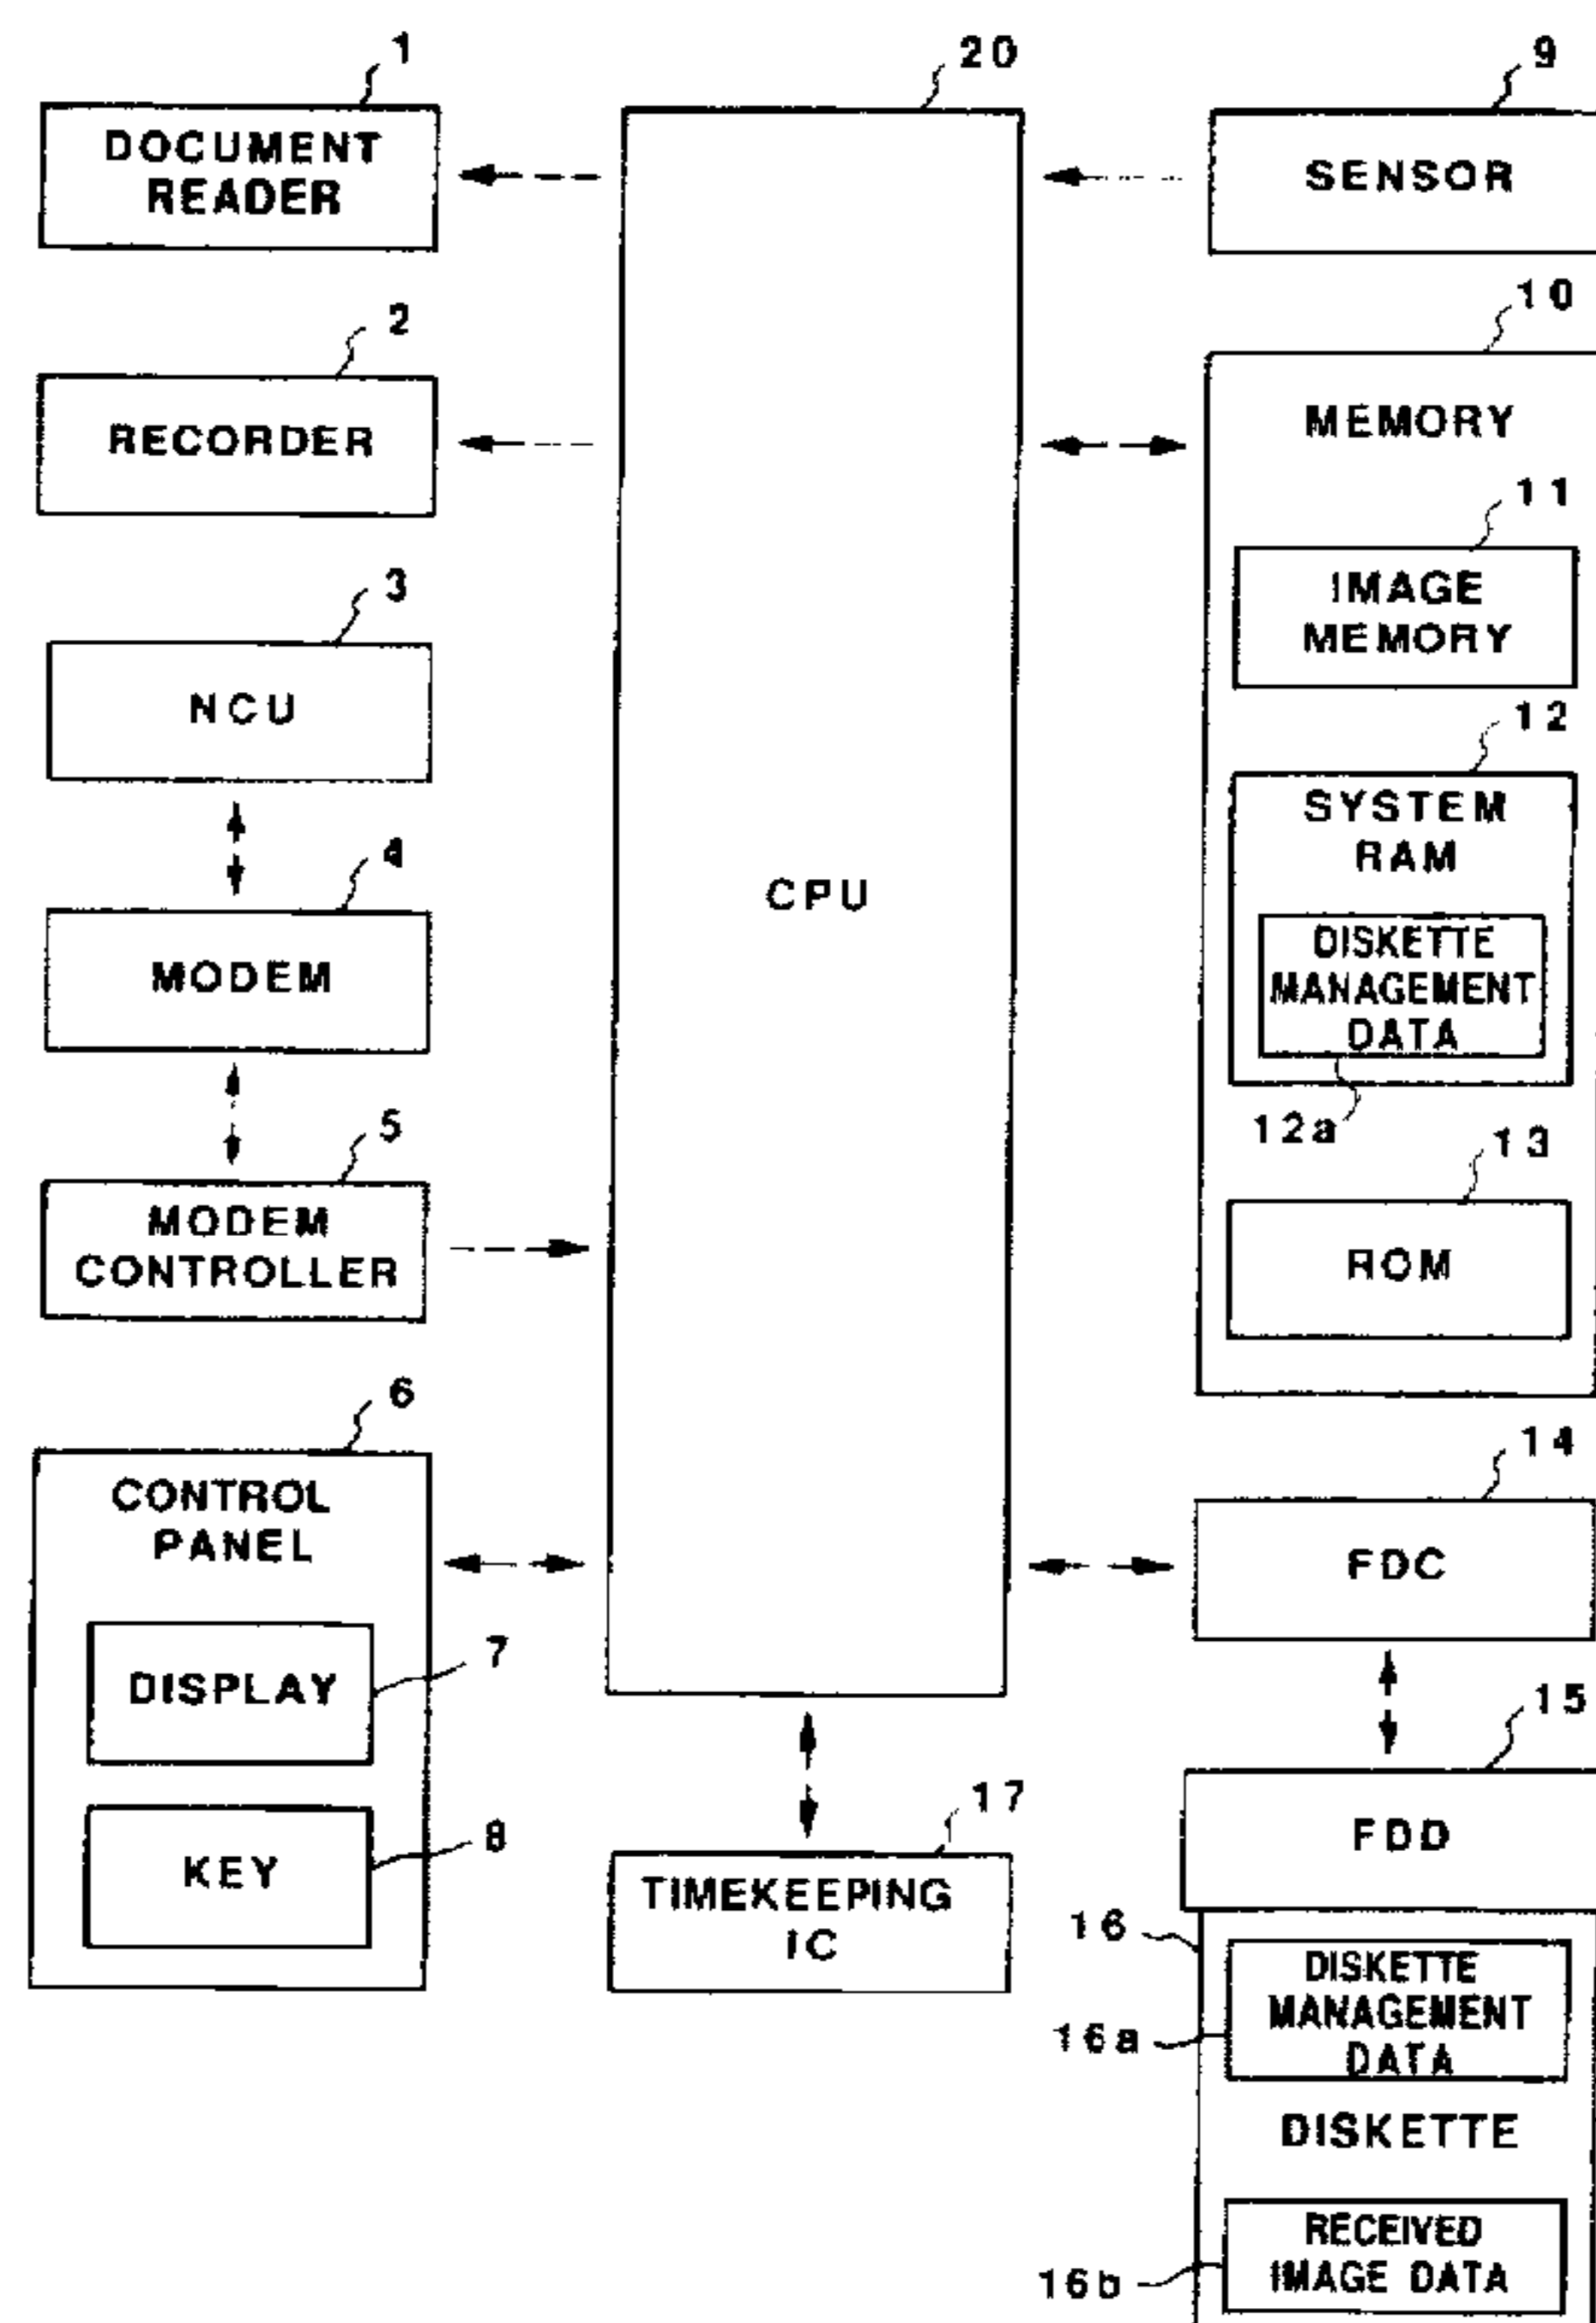 1
DOCUMENT
READER
2
RECORDER
3
NCU
4
MODEM
5
MODEM
CONTROLLER
6
CONTROL
PANEL
DISPLAY
7
KEY
8
20
CPU
17
TIMEKEEPING
IC
9
SENSOR
10
MEMORY
11
IMAGE
MEMORY
12
SYSTEM
RAM
DISKETTE
MANAGEMENT
DATA
12a
13
ROM
14
FDC
15
FDD
16
DISKETTE
MANAGEMENT
DATA
16a
DISKETTE
RECEIVED
IMAGE DATA
16b